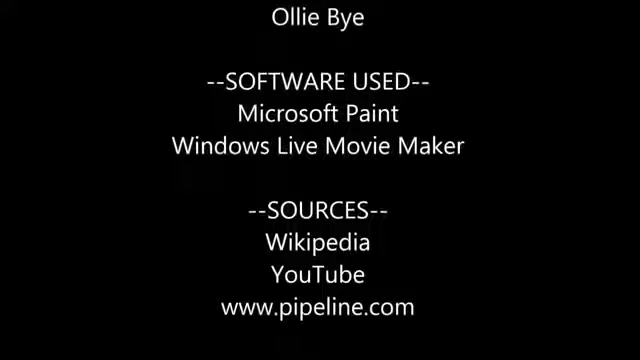 Ollie Bye
--SOFTWARE USED--
Microsoft Paint
Windows Live Movie Maker
--SOURCES--
Wikipedia
YouTube
www.pipeline.com